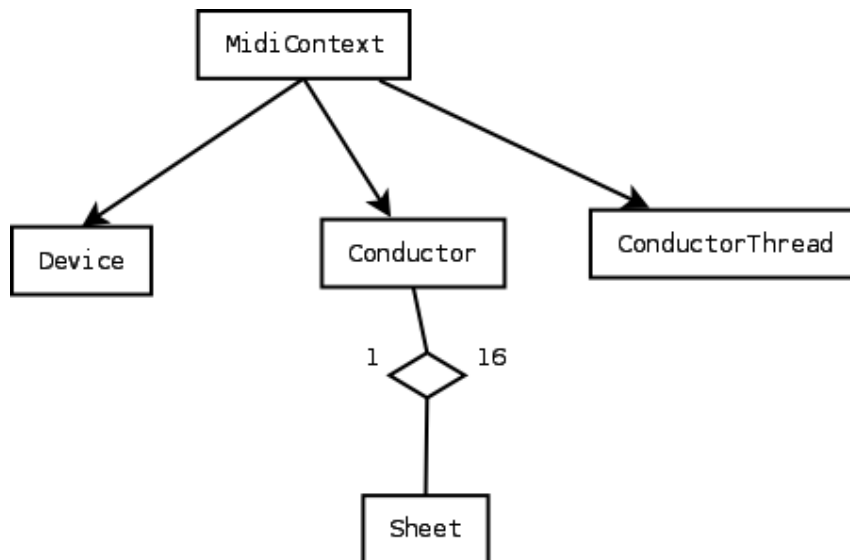 MidiContext
Device
Conductor
ConductorThread
1
16
Sheet